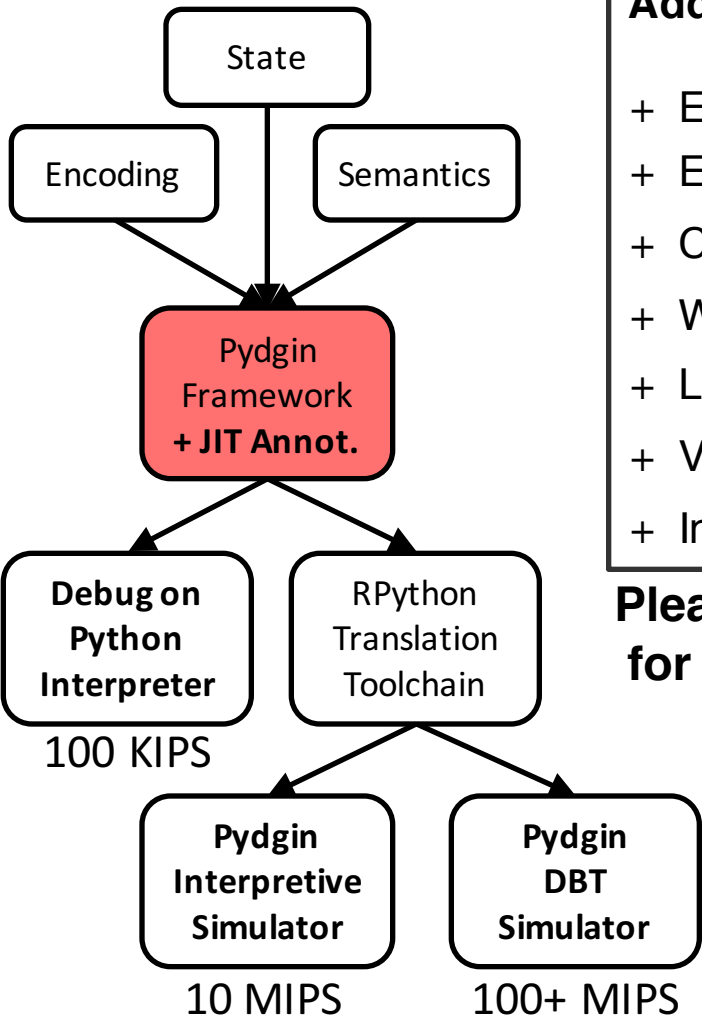 State
Encoding
Semantics
Pydgin
Framework
+ JIT Annot.
Debug on
Python
Interpreter
100 KIPS
RPython
Translation
Toolchain
Pydgin
Interpretive
Simulator
10 MIPS
Pydgin
DBT
Simulator
100+ MIPS
+
+
+
+
+
+
+
for